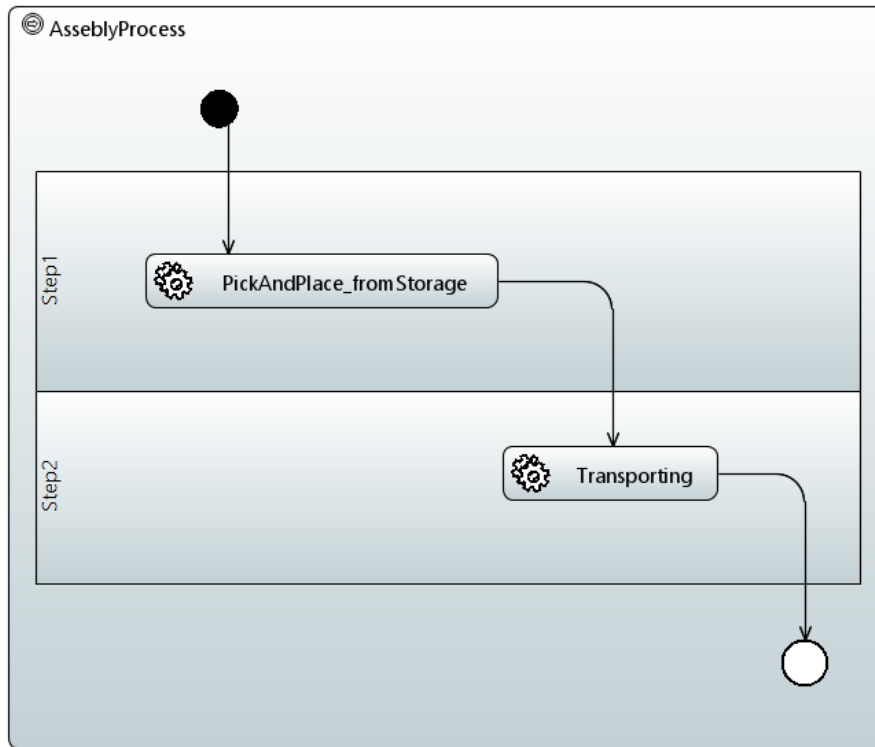 AsseblyProcess
Step1
PickAndPlace_fromStorage
Step2
Transporting